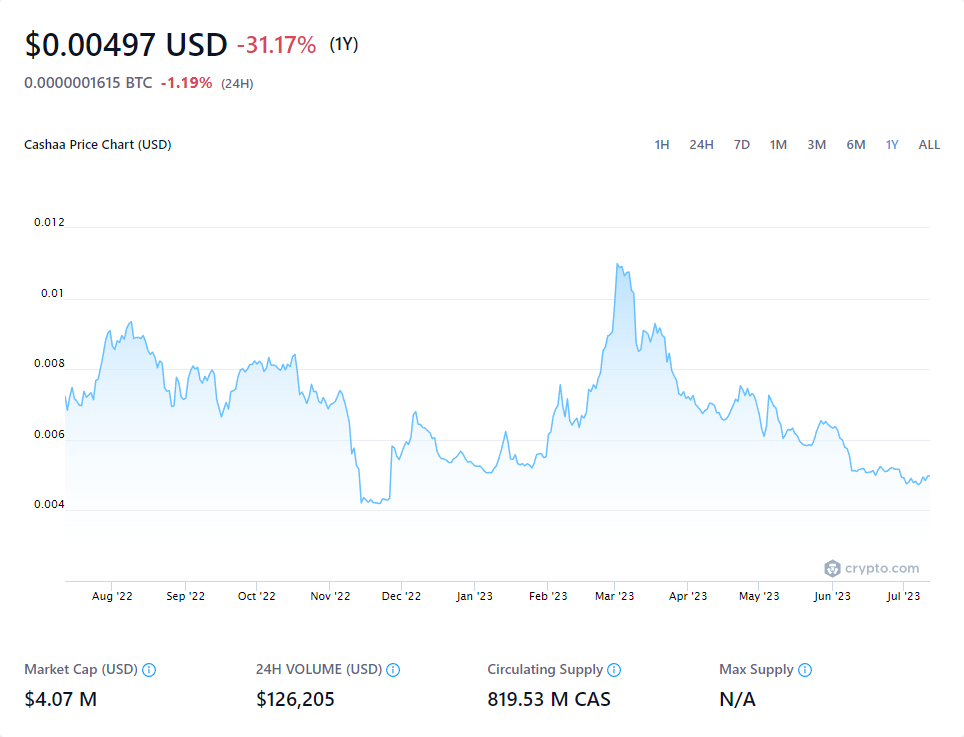 $0.00497 USD -31.17% (1Y)
0.0000001615 BTC -1.19% (24H)
Cashaa Price Chart (USD) 1H 24H 7D 1M 3M 6M 1Y ALL
0.012
0.01
0.008
0.006
0.004
crypto.com
Aug '22 Sep '22 Oct '22 Nov '22 Dec '22 Jan '23 Feb '23 Mar '23 Apr '23 May '23 Jun '23 Jul '23
Market Cap (USD) 24H VOLUME (USD) Circulating Supply Max Supply
$4.07 M $126,205 819.53 M CAS N/A